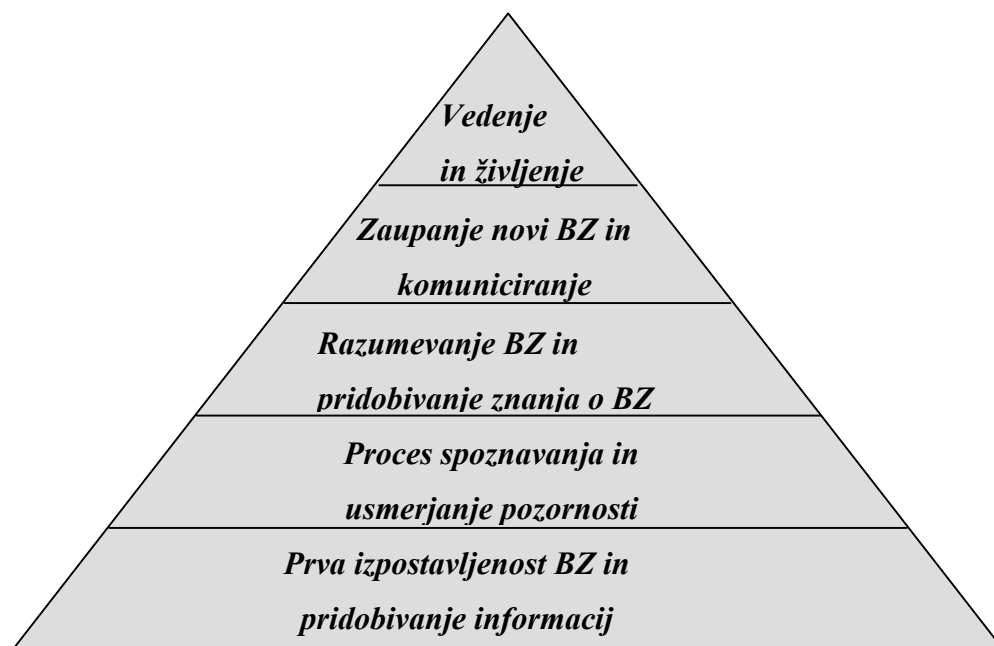 Vedenje
in življenje
Zaupanje novi BZ in
komuniciranje
Razumevanje BZ in
pridobivanje znanja o BZ
Proces spoznavanja in
usmerjanje pozornosti
Prva izpostavljenost BZ in
pridobivanje informacij